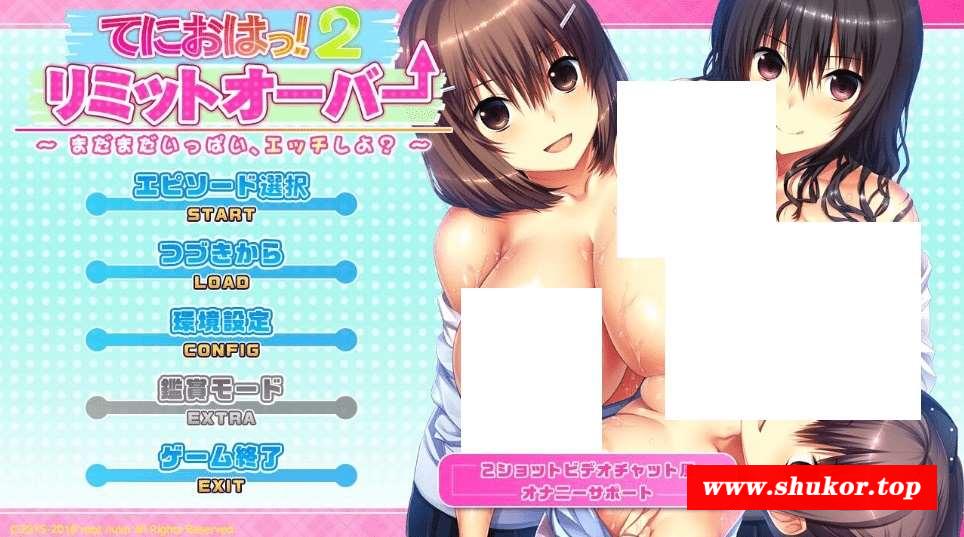 てにおはっ!2
リミットオーバー
～ まだまだいっぱい、エッチしよ? ～
エピソード選択
START
つづきから
LOAD
環境設定
CONFIG
鑑賞モード
EXTRA
ゲーム終了
EXIT
2ショットビデオチャット
オナニーサポート
www.shukor.top
All Rights Reserved.